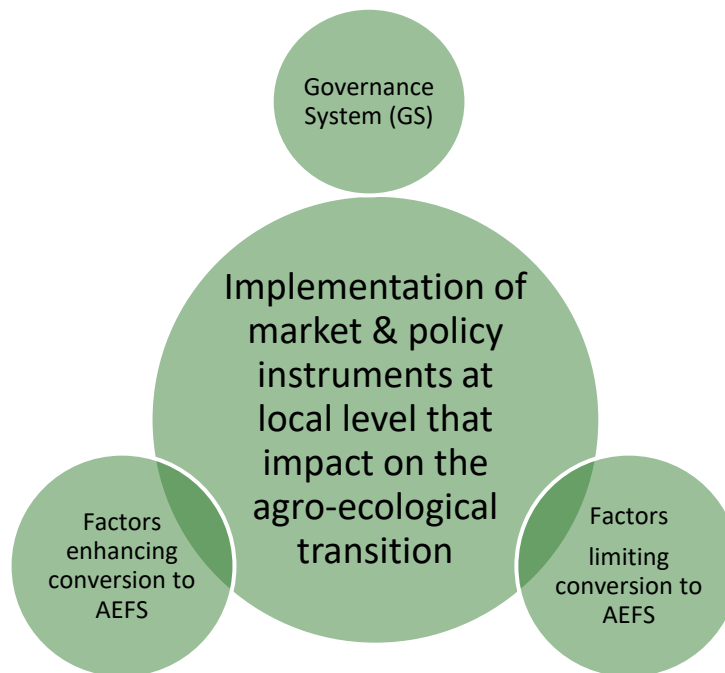 Governance
System (GS)
Implementation of
market & policy
instruments at
local level that
impact on the
agro-ecological
transition
Factors
enhancing
conversion to
AEFS
Factors
limiting
conversion to
AEFS